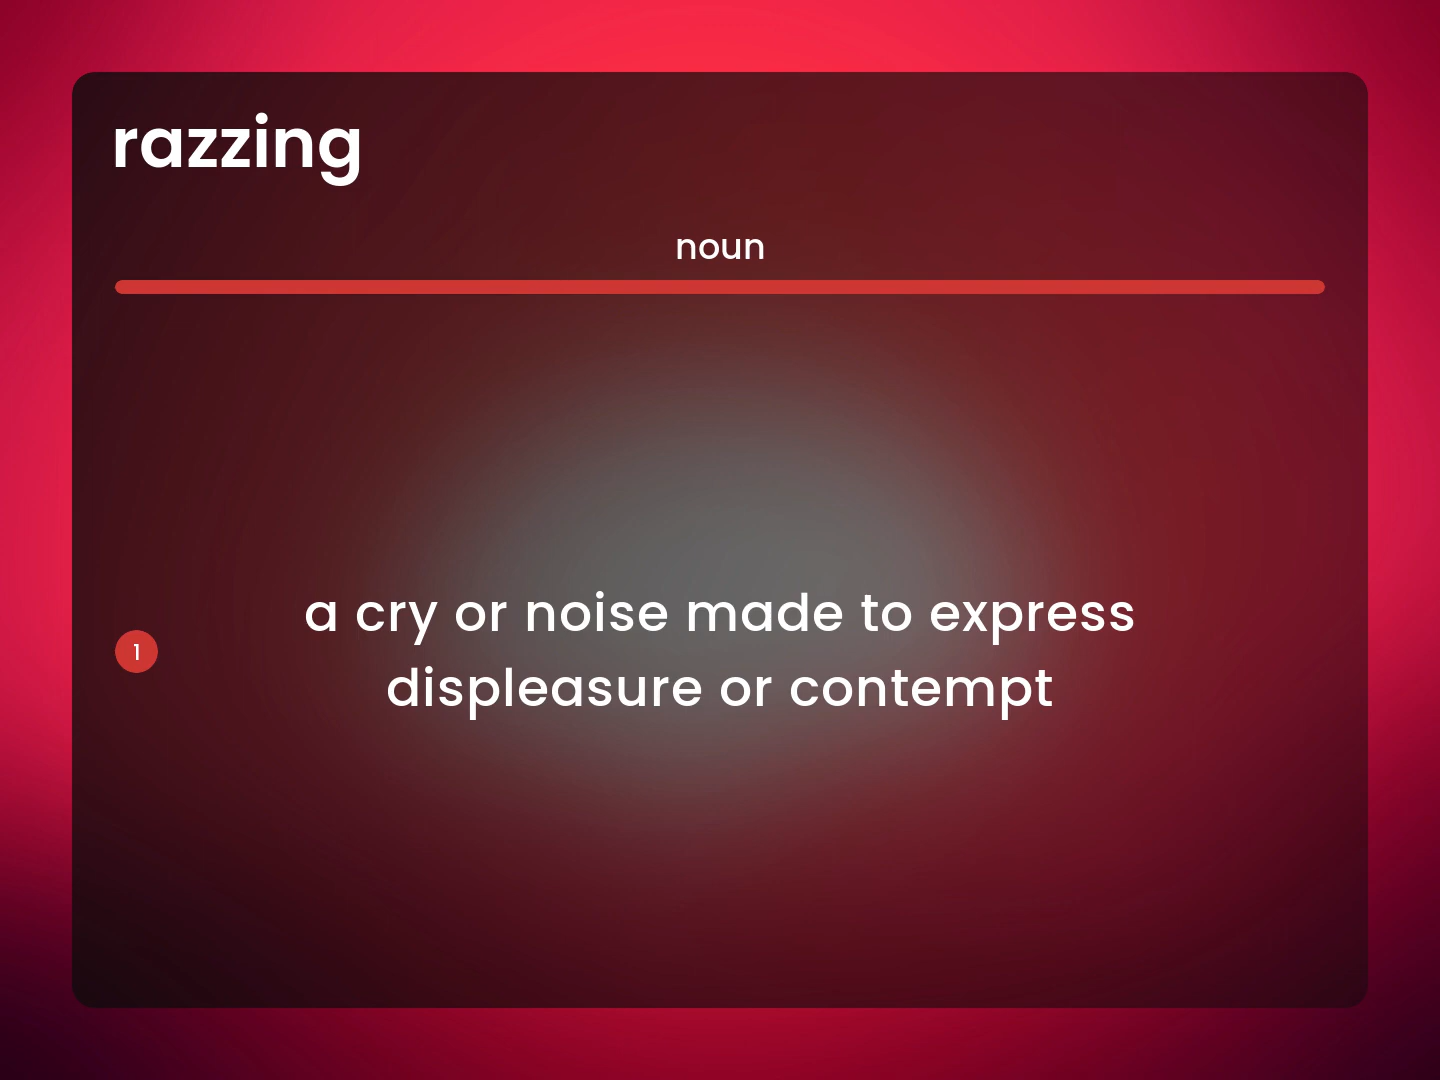 razzing
noun
1
a cry or noise made to express
displeasure or contempt